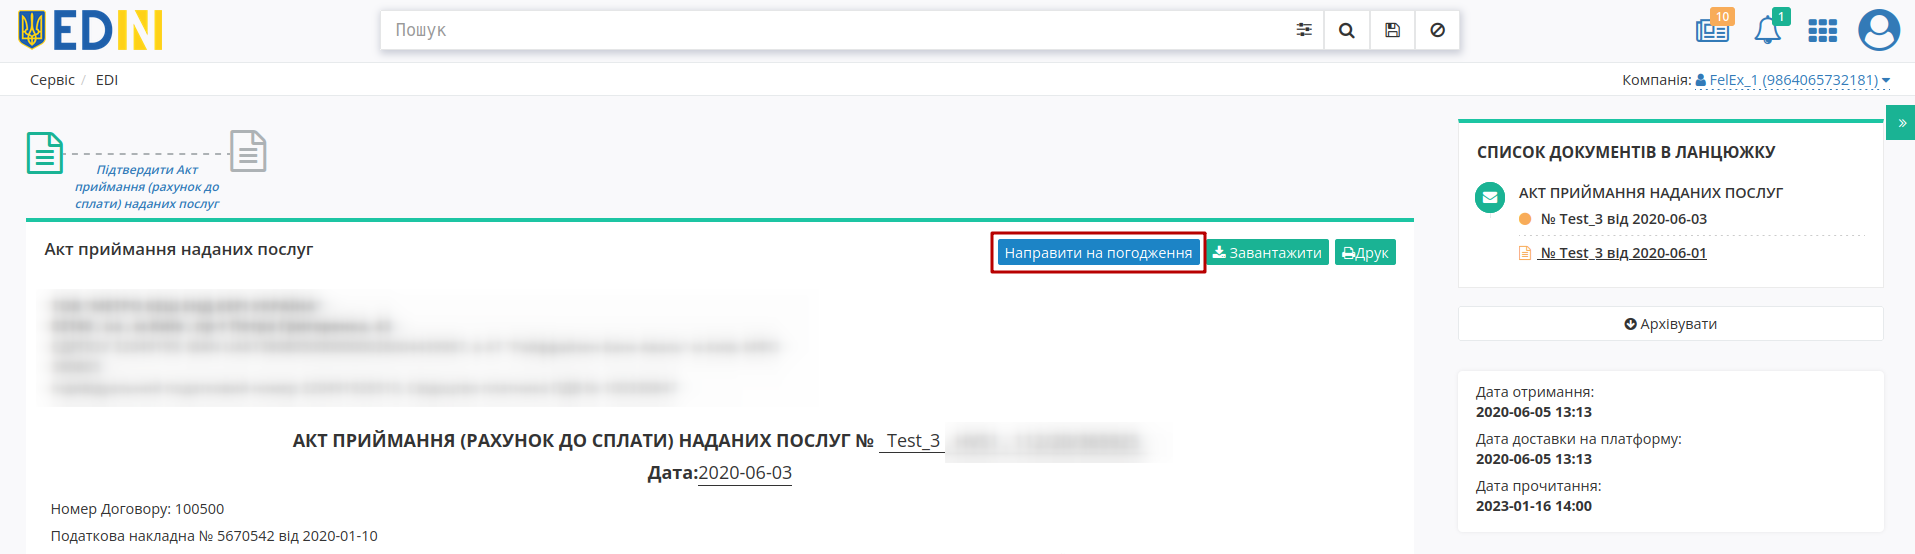 EDIN
Пошук
10
1
Сервіс / EDI
Компанія: FelEx_1 (9864065732181)
»
Підтвердити Акт
приймання (рахунок до
сплати) наданих послуг
Акт приймання наданих послуг
Направити на погодження
Завантажити
Друк
АКТ ПРИЙМАННЯ (РАХУНОК ДО СПЛАТИ) НАДАНИХ ПОСЛУГ № Test_3
Дата:2020-06-03
Номер Договору: 100500
Податкова накладна № 5670542 від 2020-01-10
СПИСОК ДОКУМЕНТІВ В ЛАНЦЮЖКУ
АКТ ПРИЙМАННЯ НАДАНИХ ПОСЛУГ
№ Test_3 від 2020-06-03
№ Test_3 від 2020-06-01
Архівувати
Дата отримання:
2020-06-05 13:13
Дата доставки на платформу:
2020-06-05 13:13
Дата прочитання:
2023-01-16 14:00